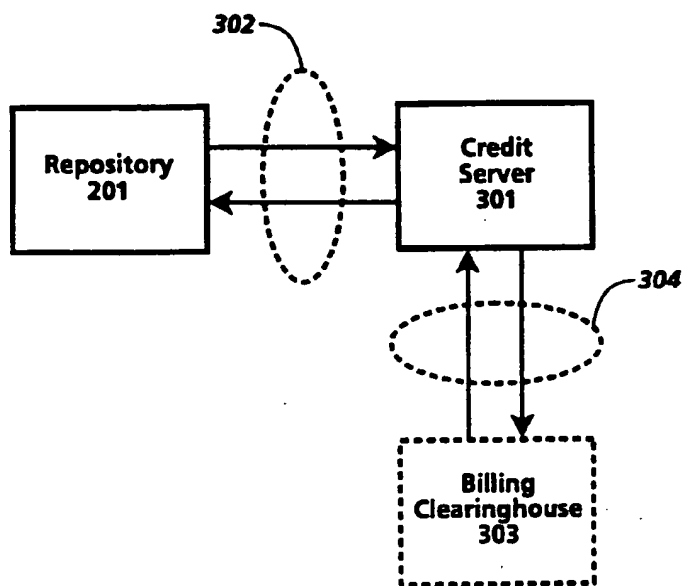 302
Repository
201
Credit
Server
301
304
Billing
Clearinghouse
303